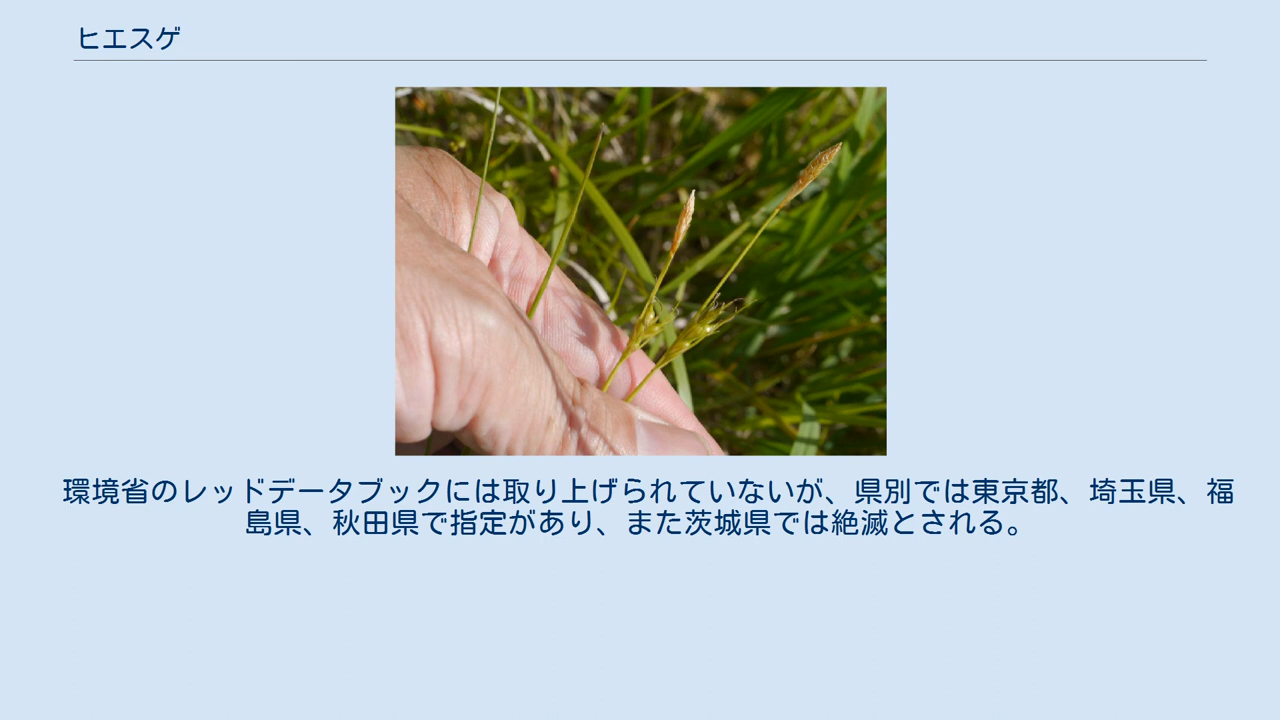 ヒエスゲ
環境省のレッドデータブックには取り上げられていないが、県別では東京都、埼玉県、福
島県、秋田県で指定があり、また茨城県では絶滅とされる。